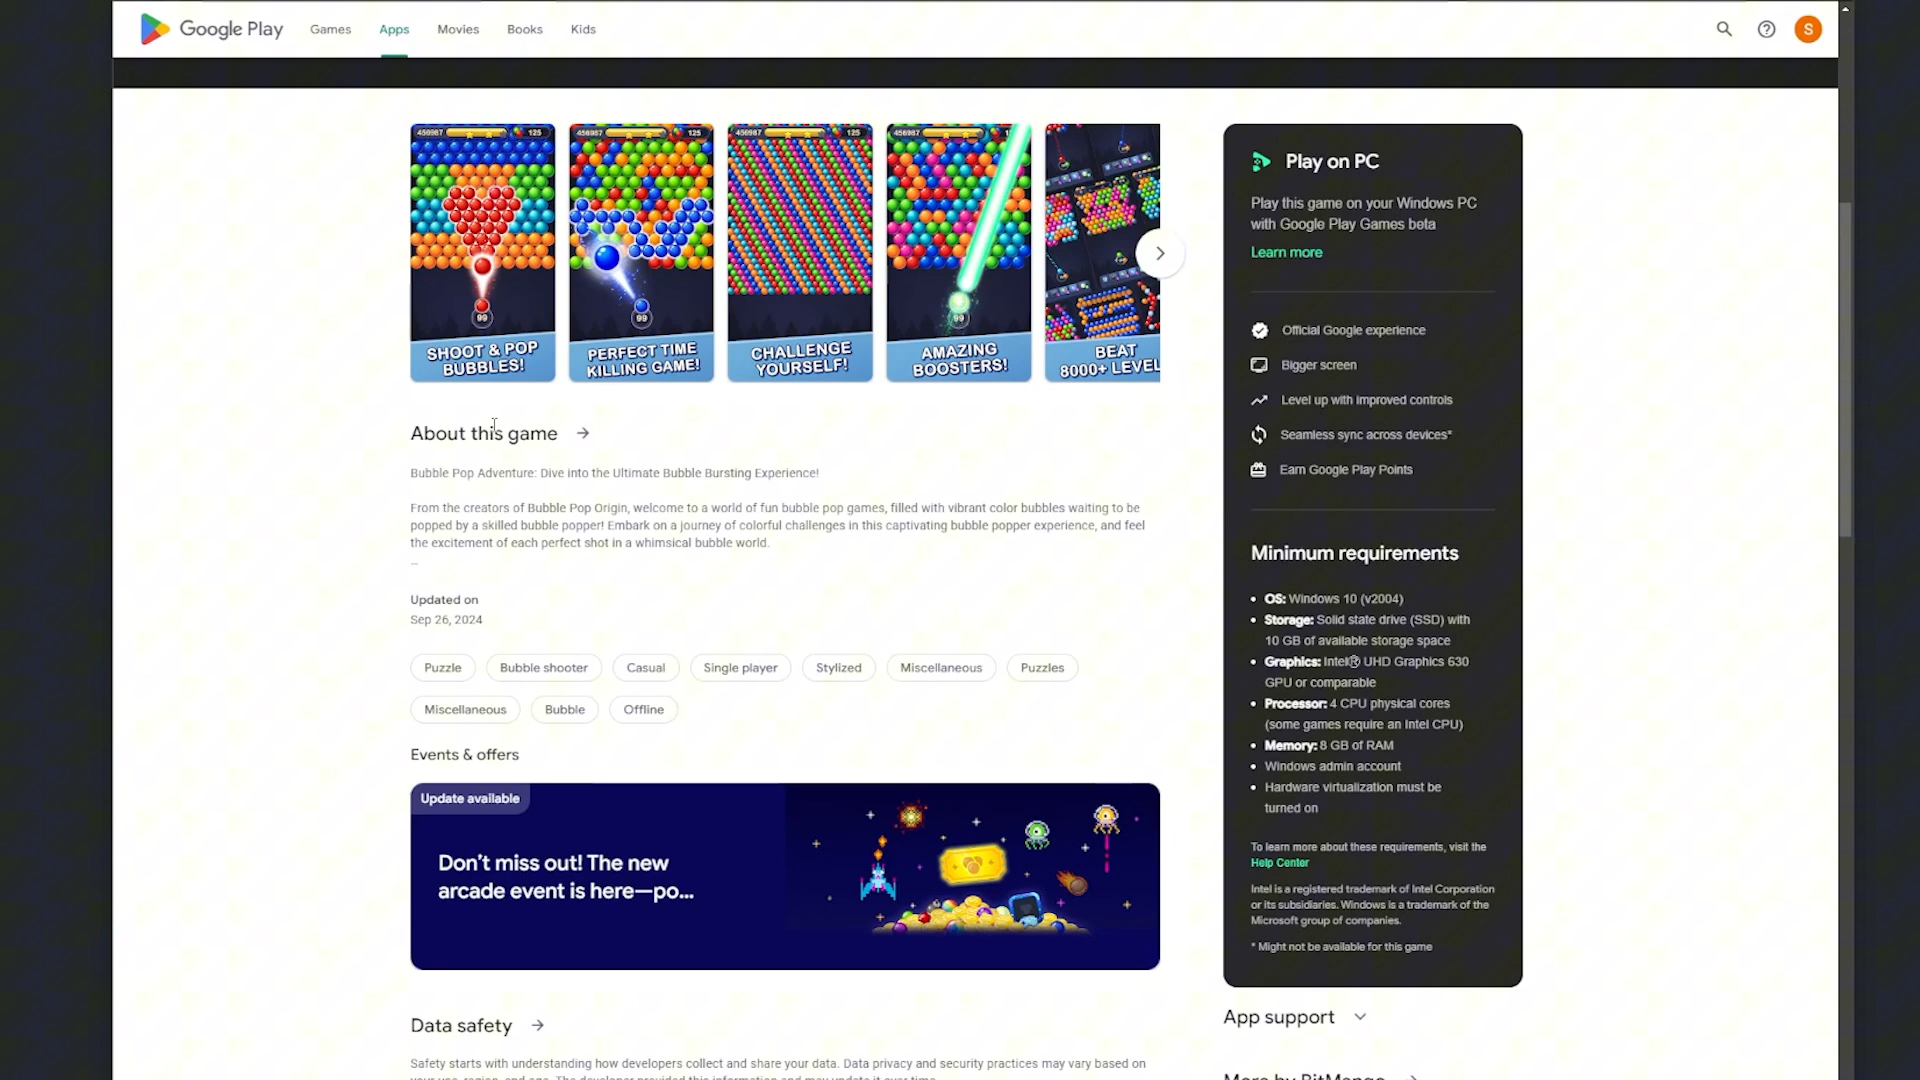 Google Play
Games
Apps
Movies
Books
Kids
S
456987
125
SHOOT & POP
BUBBLES!
99
456987
125
PERFECT TIME
KILLING GAME!
99
456987
125
CHALLENGE
YOURSELF!
456987
AMAZING
BOOSTERS!
99
BEAT
8000+ LEVEL
About this game
Bubble Pop Adventure: Dive into the Ultimate Bubble Bursting Experience!
From the creators of Bubble Pop Origin, welcome to a world of fun bubble pop games, filled with vibrant color bubbles waiting to be
popped by a skilled bubble popper! Embark on a journey of colorful challenges in this captivating bubble popper experience, and feel
the excitement of each perfect shot in a whimsical bubble world.
...
Updated on
Sep 26, 2024
Puzzle
Bubble shooter
Casual
Single player
Stylized
Miscellaneous
Puzzles
Miscellaneous
Bubble
Offline
Events & offers
Update available
Don't miss out! The new
arcade event is here—po...
Data safety
Safety starts with understanding how developers collect and share your data. Data privacy and security practices may vary based on
Play on PC
Play this game on your Windows PC
with Google Play Games beta
Learn more
Official Google experience
Bigger screen
Level up with improved controls
Seamless sync across devices*
Earn Google Play Points
Minimum requirements
• OS: Windows 10 (v2004)
• Storage: Solid state drive (SSD) with
10 GB of available storage space
• Graphics: Intel® UHD Graphics 630
GPU or comparable
• Processor: 4 CPU physical cores
(some games require an Intel CPU)
• Memory: 8 GB of RAM
• Windows admin account
• Hardware virtualization must be
turned on
To learn more about these requirements, visit the
Help Center
Intel is a registered trademark of Intel Corporation
or its subsidiaries. Windows is a trademark of the
Microsoft group of companies.
* Might not be available for this game
App support